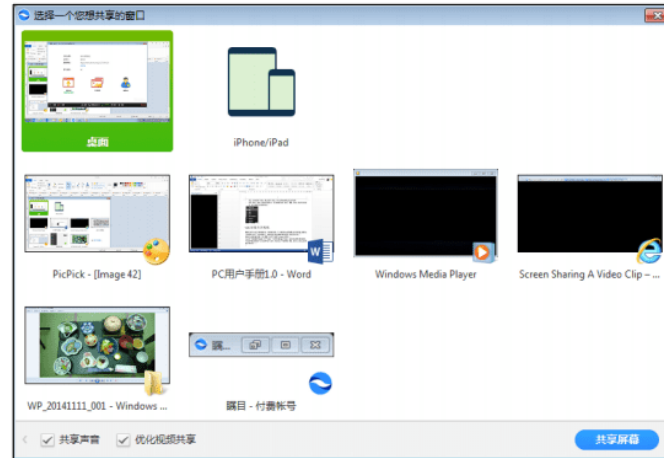 选择一个您想共享的窗口
桌面
iPhone/iPad
PicPick - [Image 42]
PC用户手册1.0 - Word
Windows Media Player
Screen Sharing A Video Clip – ...
WP_20141111_001 - Windows ...
瞩...
瞩目 - 付费帐号
共享声音
优化视频共享
共享屏幕